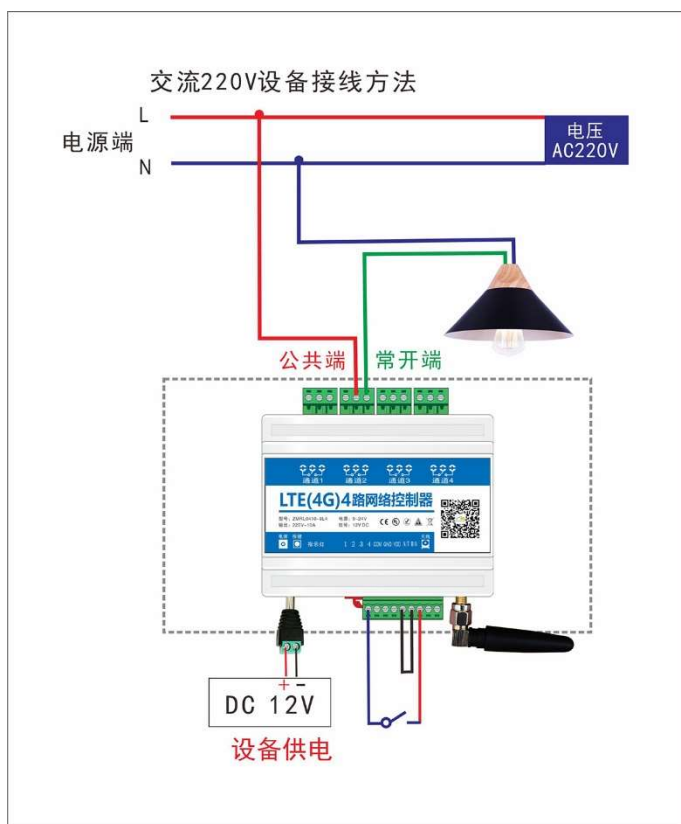 交流220V设备接线方法
L
电源端
N
电压
AC220V
公共端
常开端
通道1 通道2 通道3 通道4
LTE(4G)4路网络控制器
DC 12V
+ −
设备供电